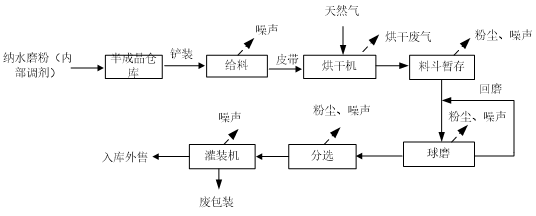 天然气
噪声
烘干废气
粉尘、噪声
纳水磨粉（内
部调剂）
半成品仓
库
铲装
给料
皮带
烘干机
料斗暂存
回磨
噪声
粉尘、噪声
粉尘、噪声
入库外售
灌装机
分选
球磨
废包装